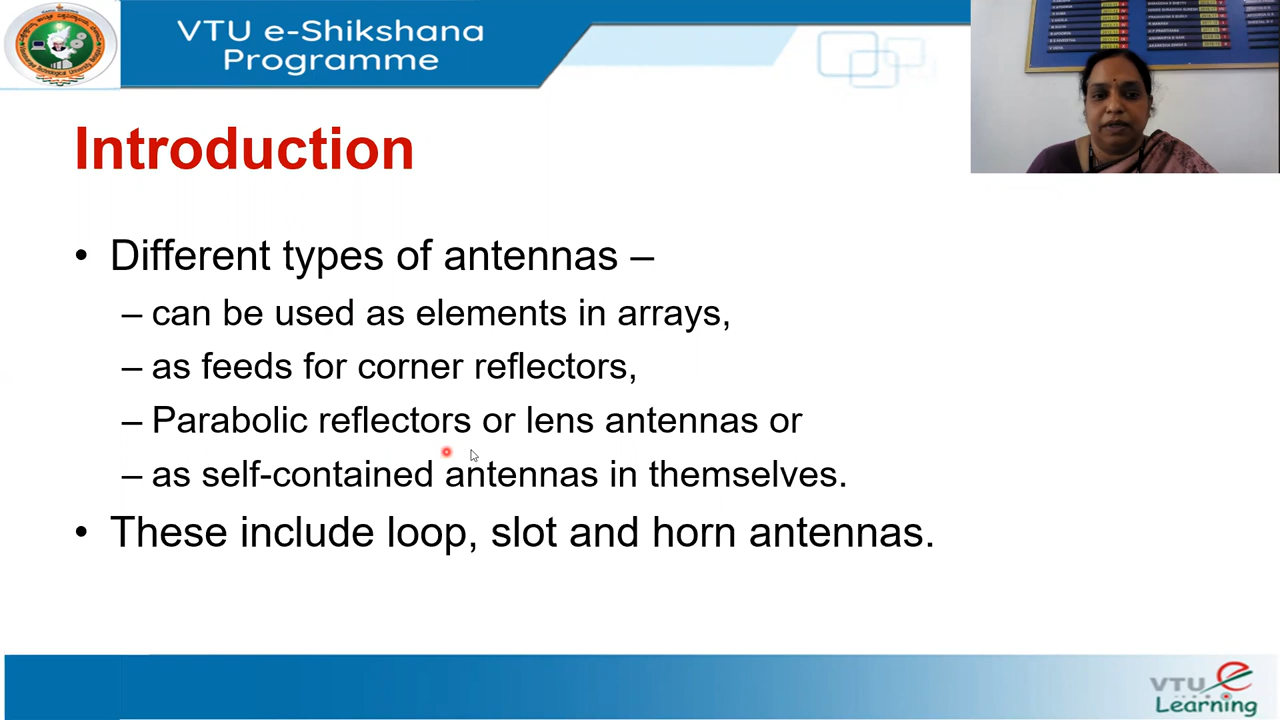 VTU e-Shikshana
Programme
Introduction
• Different types of antennas –
– can be used as elements in arrays,
– as feeds for corner reflectors,
– Parabolic reflectors or lens antennas or
– as self-contained antennas in themselves.
• These include loop, slot and horn antennas.
VTU e
Learning